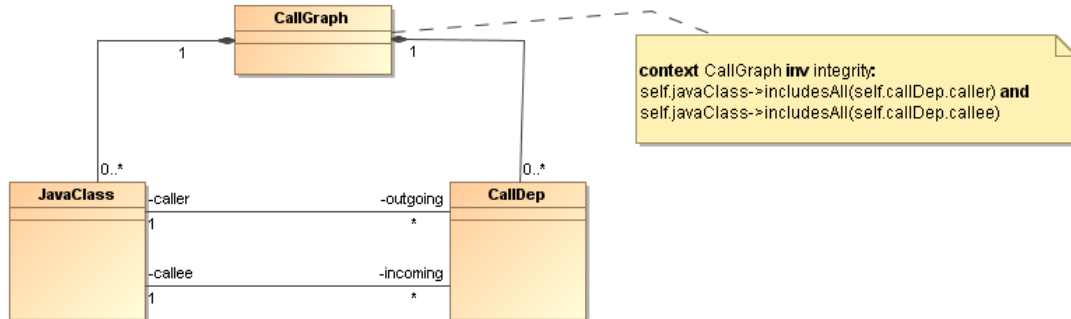 CallGraph
1
1
context CallGraph inv integrity:
self.javaClass->includesAll(self.callDep.caller) and
self.javaClass->includesAll(self.callDep.callee)
0..*
0..*
JavaClass
CallDep
-caller
-outgoing
1
*
-callee
-incoming
1
*